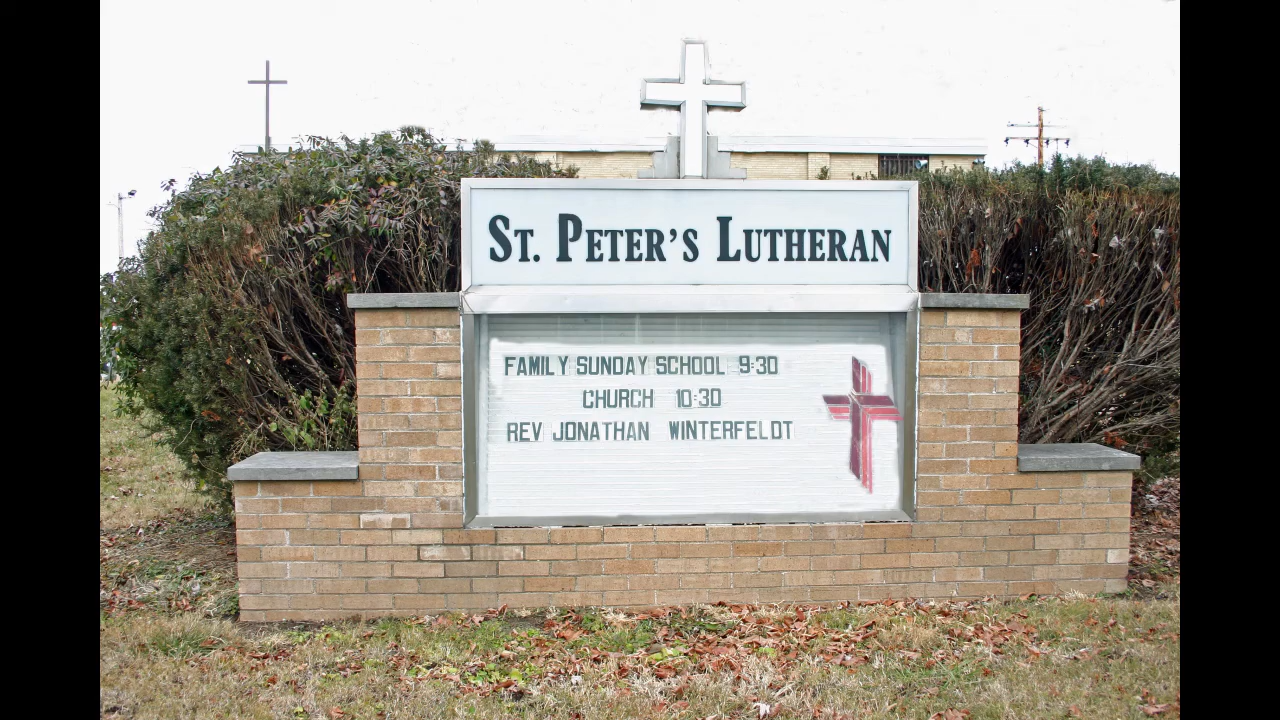 St. Peter's Lutheran
FAMILY SUNDAY SCHOOL 9:30
CHURCH 10:30
REV JONATHAN WINTERFELDT